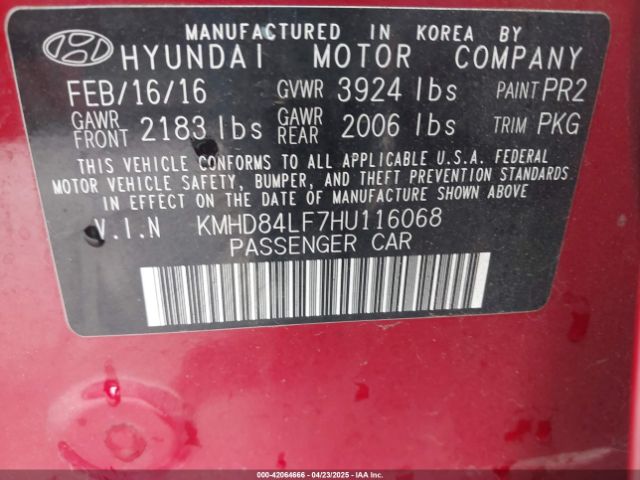 MANUFACTURED IN KOREA BY
HYUNDAI MOTOR COMPANY
FEB/16/16 GVWR 3924 lbs PAINT PR2
GAWR FRONT 2183 lbs GAWR REAR 2006 lbs TRIM PKG
THIS VEHICLE CONFORMS TO ALL APPLICABLE U.S.A. FEDERAL
MOTOR VEHICLE SAFETY, BUMPER, AND THEFT PREVENTION STANDARDS
IN EFFECT ON THE DATE OF MANUFACTURE SHOWN ABOVE.
V.I.N KMHD84LF7HU116068
PASSENGER CAR
000-42064666 - 04/23/2025 - IAA Inc.